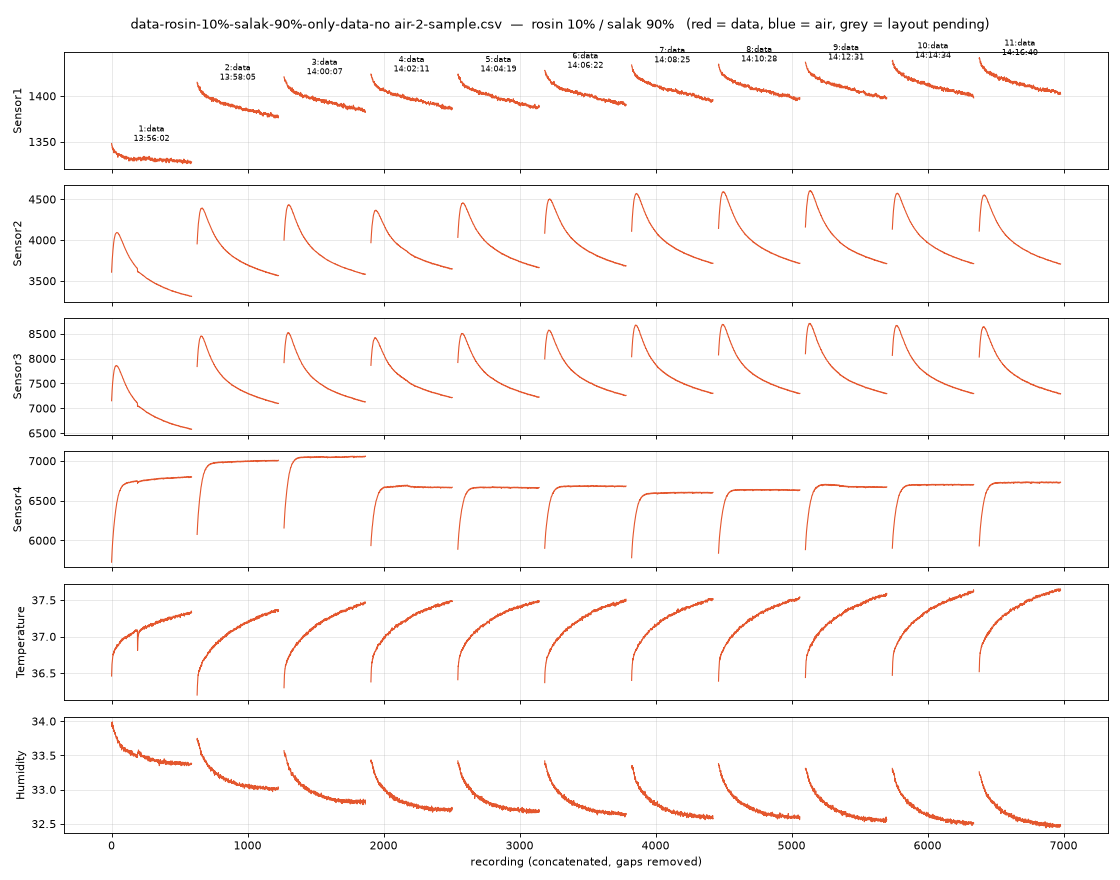 data-rosin-10%-salak-90%-only-data-no air-2-sample.csv — rosin 10% / salak 90% (red = data, blue = air, grey = layout pending)
1:data
13:56:02
2:data
13:58:05
3:data
14:00:07
4:data
14:02:11
5:data
14:04:19
6:data
14:06:22
7:data
14:08:25
8:data
14:10:28
9:data
14:12:31
10:data
14:14:34
11:data
14:16:40
Sensor1
1400
1350
Sensor2
4500
4000
3500
Sensor3
8500
8000
7500
7000
6500
Sensor4
7000
6500
6000
Temperature
37.5
37.0
36.5
Humidity
34.0
33.5
33.0
32.5
0 1000 2000 3000 4000 5000 6000 7000
recording (concatenated, gaps removed)